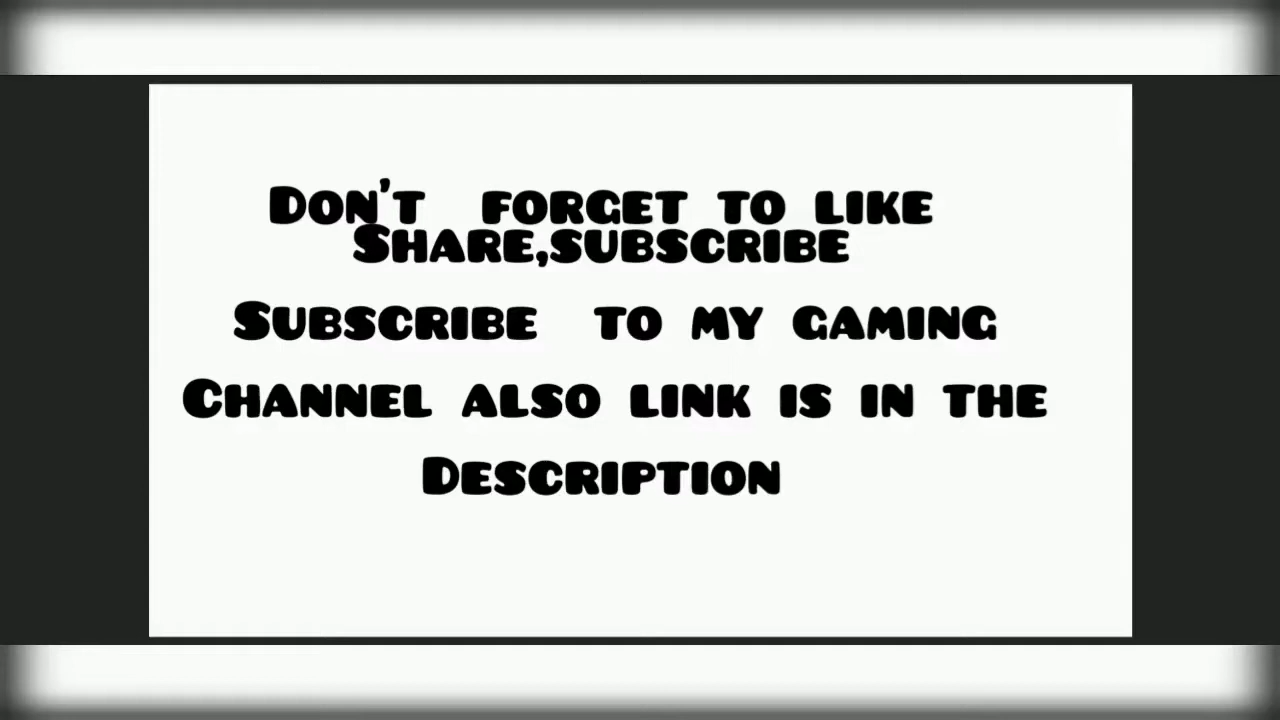 Don't forget to like
Share,subscribe
Subscribe to my gaming
Channel also link is in the
Description